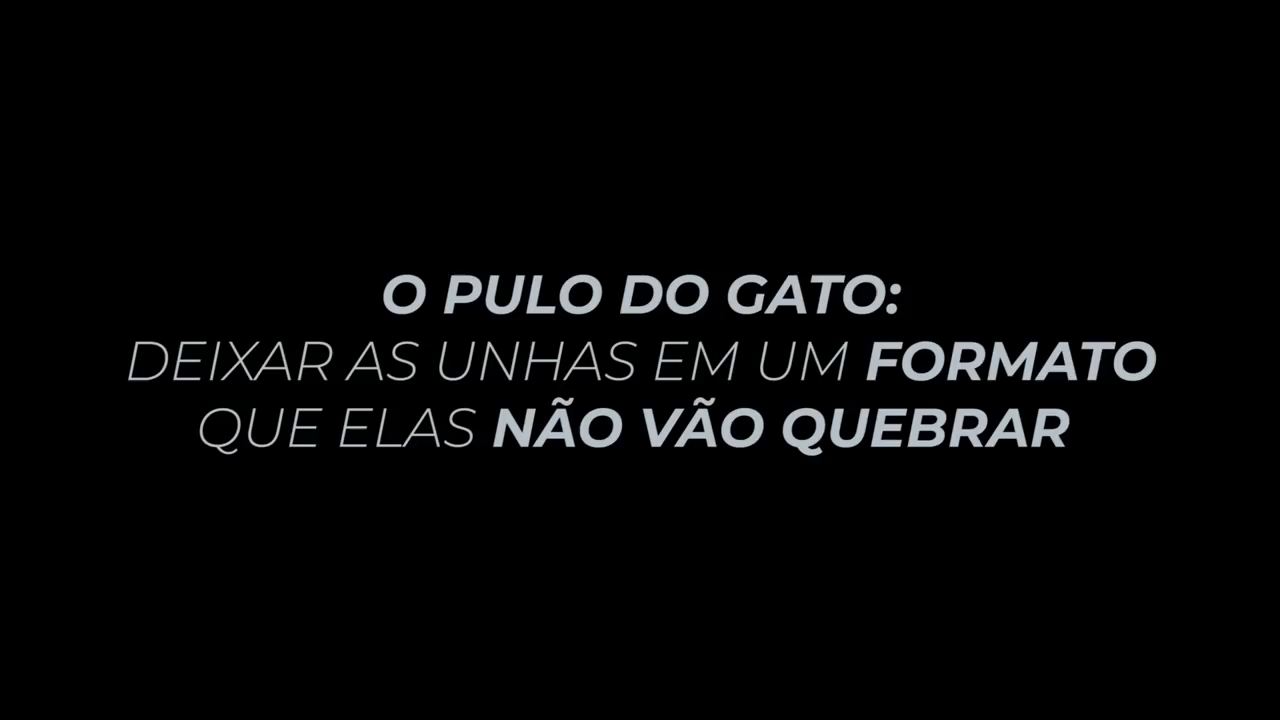 O PULO DO GATO:
DEIXAR AS UNHAS EM UM FORMATO
QUE ELAS NÃO VÃO QUEBRAR